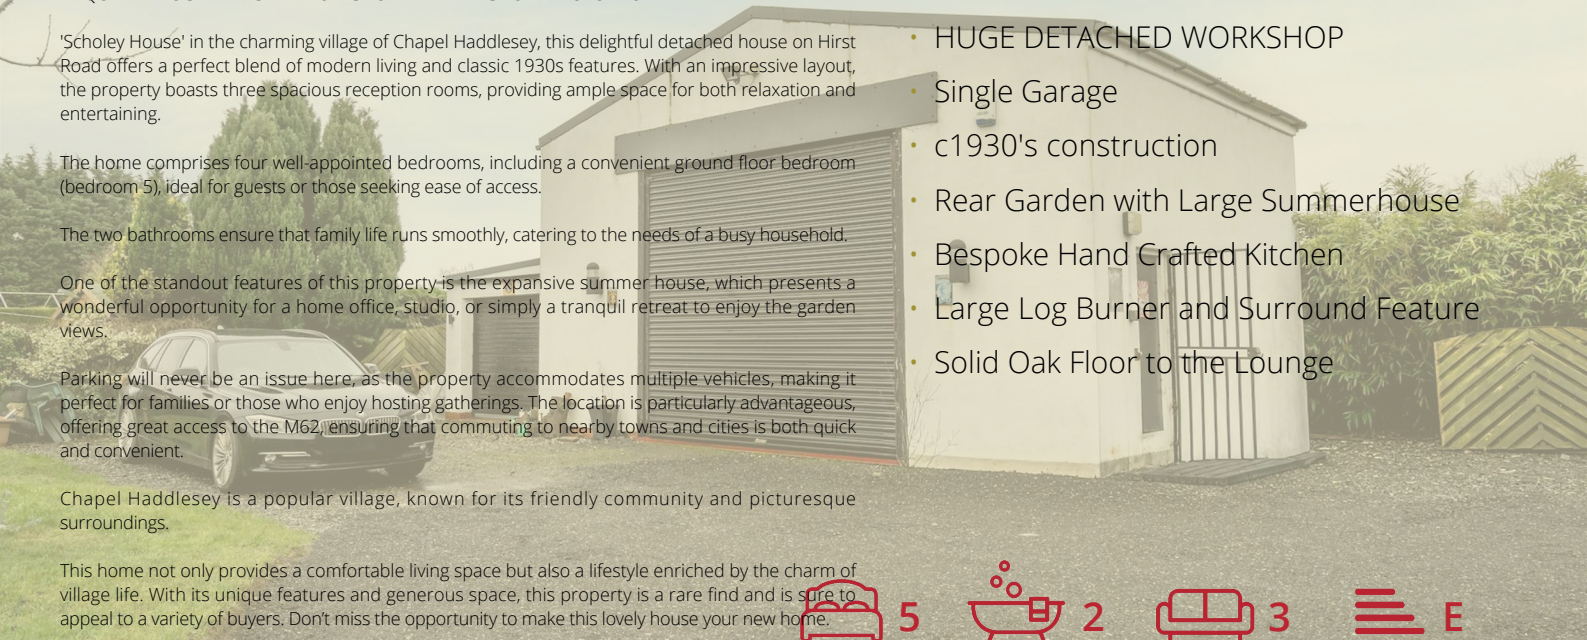 'Scholey House' in the charming village of Chapel Haddlesey, this delightful detached house on Hirst
Road offers a perfect blend of modern living and classic 1930s features. With an impressive layout,
the property boasts three spacious reception rooms, providing ample space for both relaxation and
entertaining.
The home comprises four well-appointed bedrooms, including a convenient ground floor bedroom
(bedroom 5), ideal for guests or those seeking ease of access.
The two bathrooms ensure that family life runs smoothly, catering to the needs of a busy household.
One of the standout features of this property is the expansive summer house, which presents a
wonderful opportunity for a home office, studio, or simply a tranquil retreat to enjoy the garden
views.
Parking will never be an issue here, as the property accommodates multiple vehicles, making it
perfect for families or those who enjoy hosting gatherings. The location is particularly advantageous,
offering great access to the M62, ensuring that commuting to nearby towns and cities is both quick
and convenient.
Chapel Haddlesey is a popular village, known for its friendly community and picturesque
surroundings.
This home not only provides a comfortable living space but also a lifestyle enriched by the charm of
village life. With its unique features and generous space, this property is a rare find and is sure to
appeal to a variety of buyers. Don't miss the opportunity to make this lovely house your new home.
• HUGE DETACHED WORKSHOP
• Single Garage
• c1930's construction
• Rear Garden with Large Summerhouse
• Bespoke Hand Crafted Kitchen
• Large Log Burner and Surround Feature
• Solid Oak Floor to the Lounge
5 2 3 E